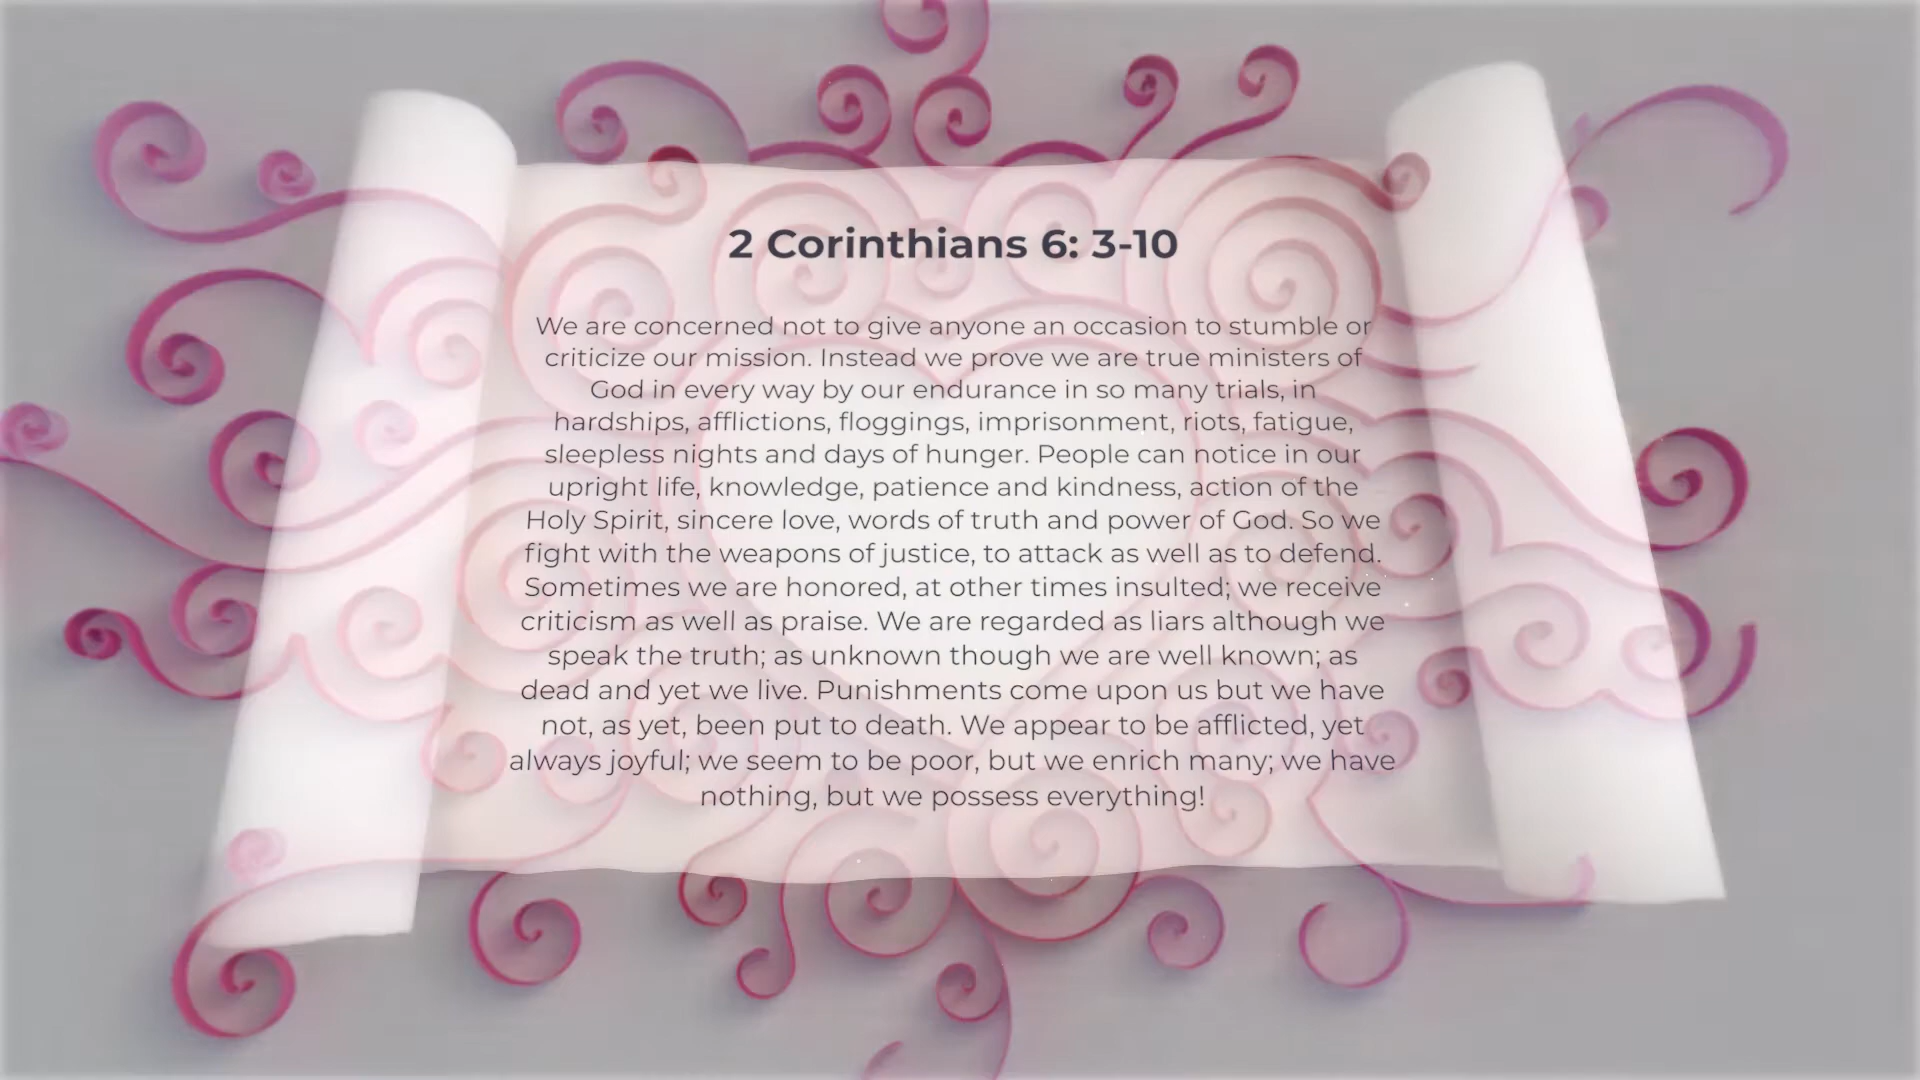 2 Corinthians 6: 3-10
We are concerned not to give anyone an occasion to stumble or
criticize our mission. Instead we prove we are true ministers of
God in every way by our endurance in so many trials, in
hardships, afflictions, floggings, imprisonment, riots, fatigue,
sleepless nights and days of hunger. People can notice in our
upright life, knowledge, patience and kindness, action of the
Holy Spirit, sincere love, words of truth and power of God. So we
fight with the weapons of justice, to attack as well as to defend.
Sometimes we are honored, at other times insulted; we receive
criticism as well as praise. We are regarded as liars although we
speak the truth; as unknown though we are well known; as
dead and yet we live. Punishments come upon us but we have
not, as yet, been put to death. We appear to be afflicted, yet
always joyful; we seem to be poor, but we enrich many; we have
nothing, but we possess everything!